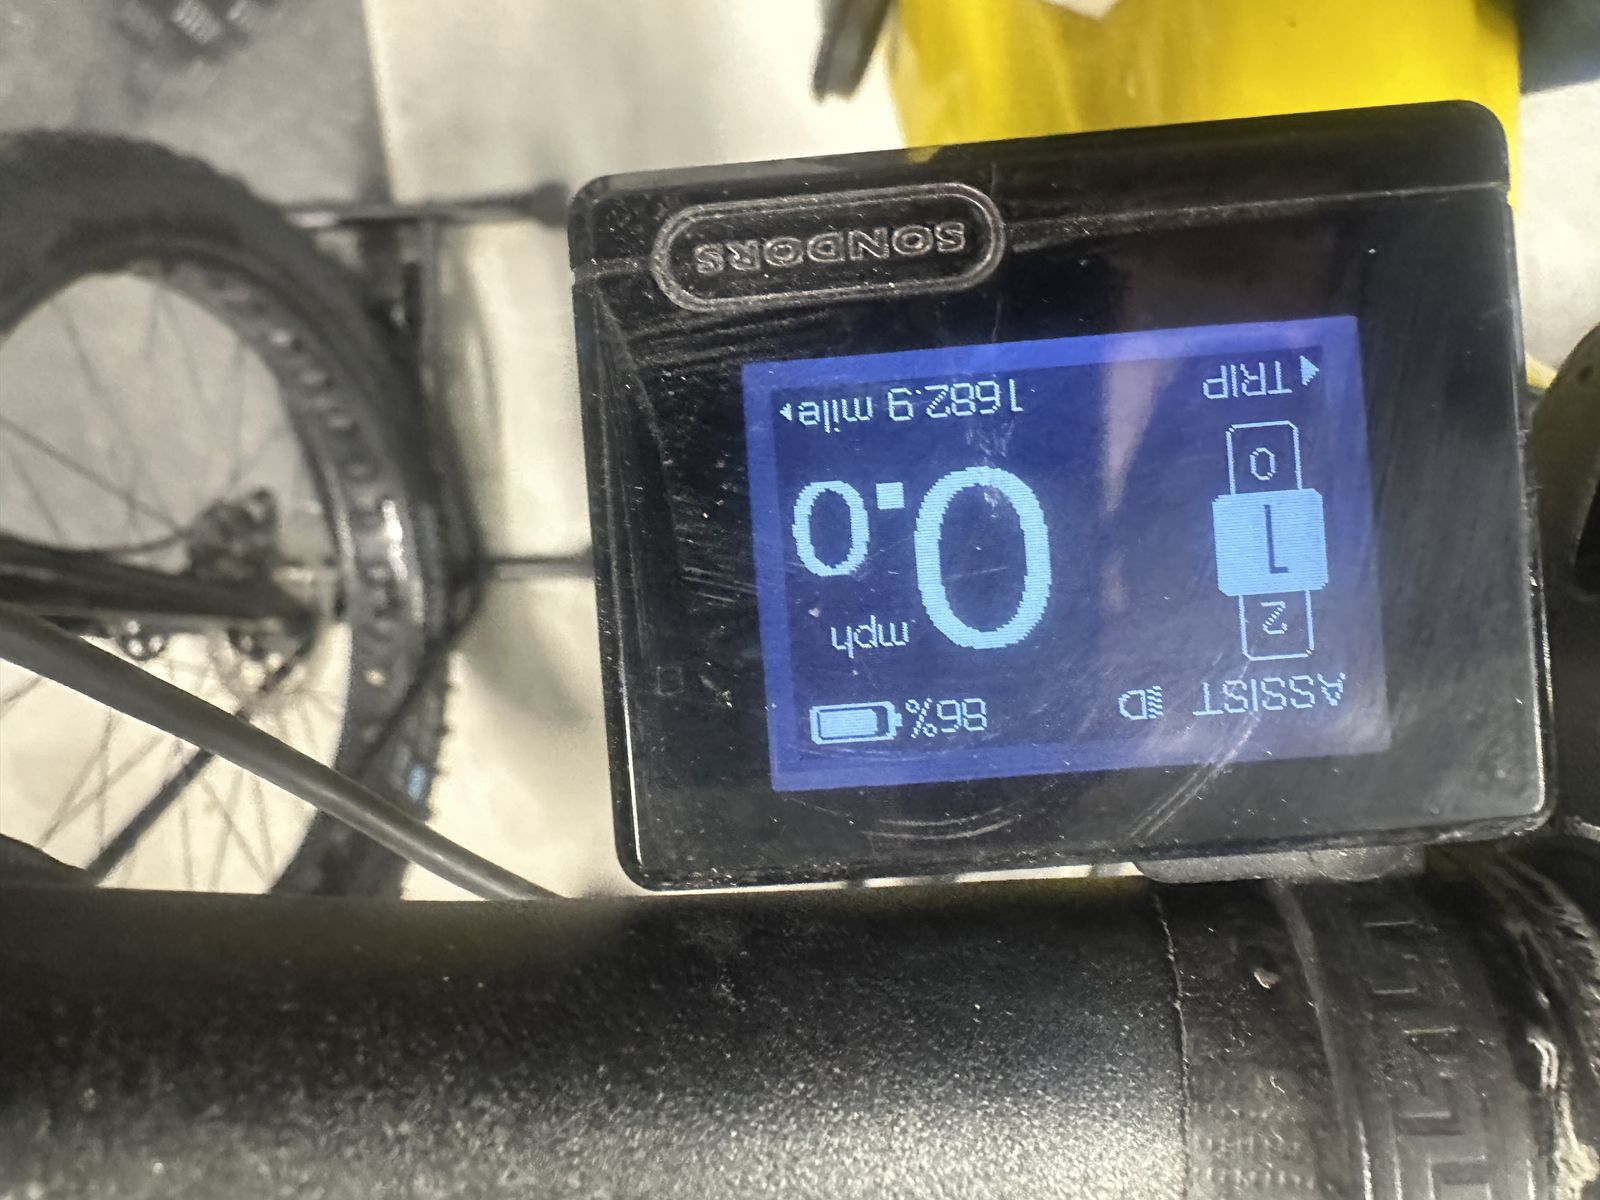 ASSIST 86%
2
mph
1
0.0
0
TRIP 1682.9 mile
SONDORS